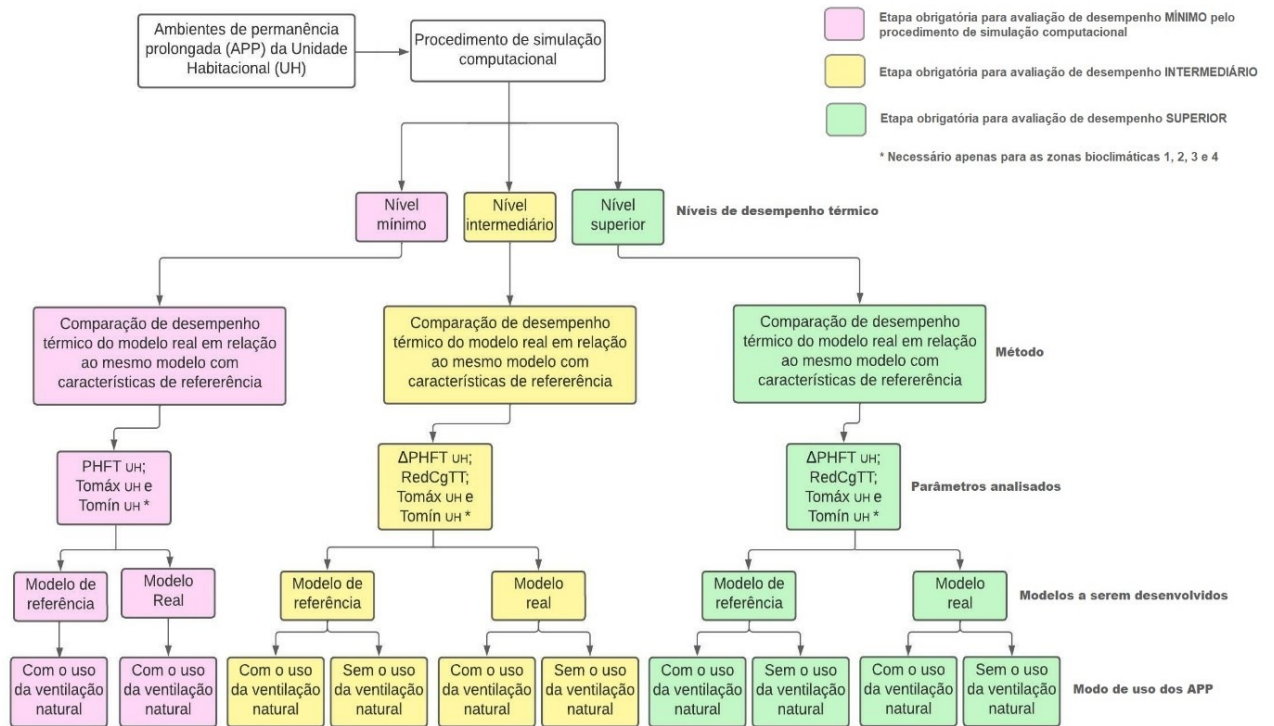 Ambientes de permanência
prolongada (APP) da Unidade
Habitacional (UH)
Procedimento de simulação
computacional
Etapa obrigatória para avaliação de desempenho MÍNIMO pelo
procedimento de simulação computacional
Etapa obrigatória para avaliação de desempenho INTERMEDIÁRIO
Etapa obrigatória para avaliação de desempenho SUPERIOR
* Necessário apenas para as zonas bioclimáticas 1, 2, 3 e 4
Nível
mínimo
Nível
intermediário
Nível
superior
Níveis de desempenho térmico
Comparação de desempenho
térmico do modelo real em relação
ao mesmo modelo com
características de refererência
Comparação de desempenho
térmico do modelo real em relação
ao mesmo modelo com
características de refererência
Comparação de desempenho
térmico do modelo real em relação
ao mesmo modelo com
características de refererência
Método
PHFT UH;
Tomáx UH e
Tomín UH *
ΔPHFT UH;
RedCgTT;
Tomáx UH e
Tomín UH *
ΔPHFT UH;
RedCgTT;
Tomáx UH e
Tomín UH *
Parâmetros analisados
Modelo de
referência
Modelo
Real
Modelo de
referência
Modelo
real
Modelo de
referência
Modelo
real
Modelos a serem desenvolvidos
Com o uso
da ventilação
natural
Com o uso
da ventilação
natural
Com o uso
da ventilação
natural
Sem o uso
da ventilação
natural
Com o uso
da ventilação
natural
Sem o uso
da ventilação
natural
Com o uso
da ventilação
natural
Sem o uso
da ventilação
natural
Com o uso
da ventilação
natural
Sem o uso
da ventilação
natural
Modo de uso dos APP